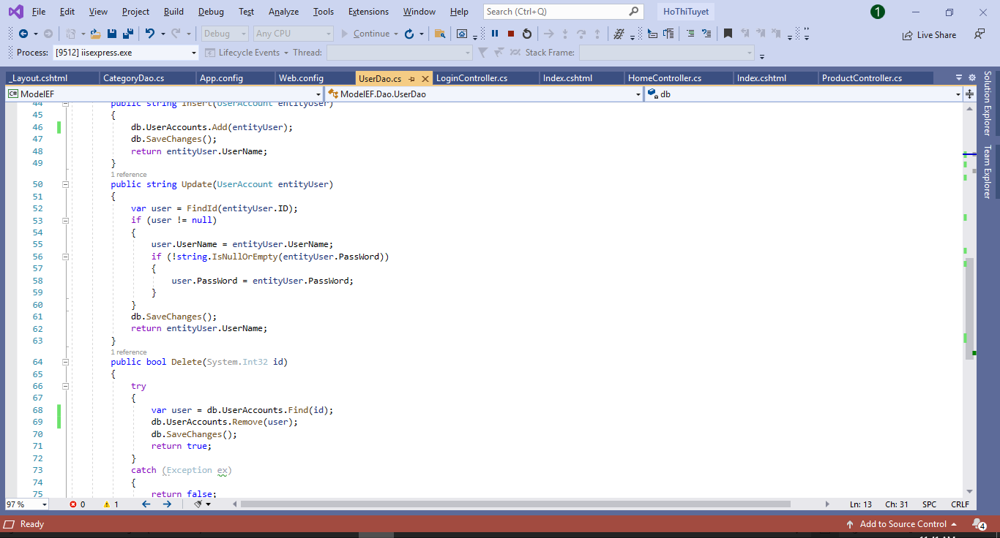 File Edit View Project Build Debug Test Analyze Tools Extensions Window Help Search (Ctrl+Q) HoThiTuyet 1
Debug Any CPU Continue Live Share
Process: [9512] iisexpress.exe Lifecycle Events Thread: Stack Frame:
_Layout.cshtml CategoryDao.cs App.config Web.config UserDao.cs LoginController.cs Index.cshtml HomeController.cs Index.cshtml ProductController.cs
C# ModelEF ModelEF.Dao.UserDao db
44 public string Insert(UserAccount entityUser)
45 {
46 db.UserAccounts.Add(entityUser);
47 db.SaveChanges();
48 return entityUser.UserName;
49 }
1 reference
50 public string Update(UserAccount entityUser)
51 {
52 var user = FindId(entityUser.ID);
53 if (user != null)
54 {
55 user.UserName = entityUser.UserName;
56 if (!string.IsNullOrEmpty(entityUser.PassWord))
57 {
58 user.PassWord = entityUser.PassWord;
59 }
60 }
61 db.SaveChanges();
62 return entityUser.UserName;
63 }
1 reference
64 public bool Delete(System.Int32 id)
65 {
66 try
67 {
68 var user = db.UserAccounts.Find(id);
69 db.UserAccounts.Remove(user);
70 db.SaveChanges();
71 return true;
72 }
73 catch (Exception ex)
74 {
75 return false;
Solution Explorer
Team Explorer
97 % 0 1 Ln: 13 Ch: 31 SPC CRLF
Ready Add to Source Control 4